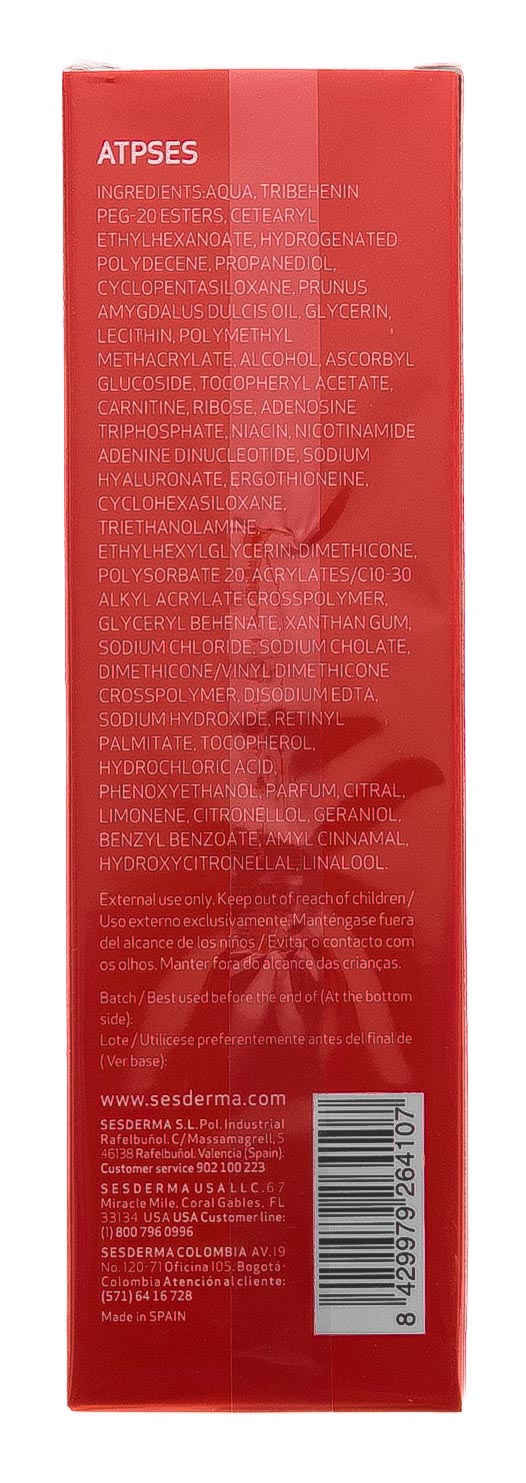 ATPSES
INGREDIENTS:AQUA, TRIBEHENIN
PEG-20 ESTERS, CETEARYL
ETHYLHEXANOATE, HYDROGENATED
POLYDECENE, PROPANEDIOL,
CYCLOPENTASILOXANE, PRUNUS
AMYGDALUS DULCIS OIL, GLYCERIN,
LECITHIN, POLYMETHYL
METHACRYLATE, ALCOHOL, ASCORBYL
GLUCOSIDE, TOCOPHERYL ACETATE,
CARNITINE, RIBOSE, ADENOSINE
TRIPHOSPHATE, NIACIN, NICOTINAMIDE
ADENINE DINUCLEOTIDE, SODIUM
HYALURONATE, ERGOTHIONEINE,
CYCLOHEXASILOXANE,
TRIETHANOLAMINE,
ETHYLHEXYLGLYCERIN, DIMETHICONE,
POLYSORBATE 20, ACRYLATES/C10-30
ALKYL ACRYLATE CROSSPOLYMER,
GLYCERYL BEHENATE, XANTHAN GUM,
SODIUM CHLORIDE, SODIUM CHOLATE,
DIMETHICONE/VINYL DIMETHICONE
CROSSPOLYMER, DISODIUM EDTA,
SODIUM HYDROXIDE, RETINYL
PALMITATE, TOCOPHEROL,
HYDROCHLORIC ACID,
PHENOXYETHANOL, PARFUM, CITRAL,
LIMONENE, CITRONELLOL, GERANIOL,
BENZYL BENZOATE, AMYL CINNAMAL,
HYDROXYCITRONELLAL, LINALOOL.
External use only. Keep out of reach of children /
Uso externo exclusivamente. Manténgase fuera
del alcance de los niños / Evitar o contacto com
os olhos. Manter fora do alcance das crianças.
Batch / Best used before the end of (At the bottom
side):
Lote / Utilícese preferentemente antes del final de
( Ver base):
www.sesderma.com
SESDERMA S.L. Pol. Industrial
Rafelbuñol. C/ Massamagrell, 5
46138 Rafelbuñol. Valencia (Spain).
Customer service 902 100 223
SESDERMA USA LLC. 67
Miracle Mile, Coral Gables, FL
33134 USA USA Customer line:
(1) 800 796 0996
SESDERMA COLOMBIA AV.19
No. 120-71 Oficina 105. Bogotá-
Colombia Atención al cliente:
(571) 64 16 728
Made in SPAIN
8 429979 264107